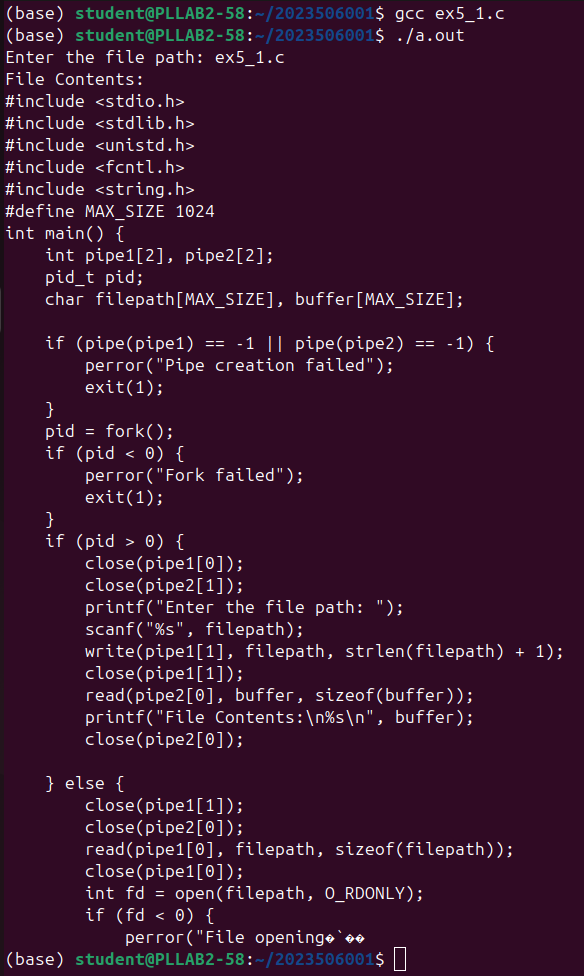 (base) student@PLLAB2-58:~/2023506001$ gcc ex5_1.c
(base) student@PLLAB2-58:~/2023506001$ ./a.out
Enter the file path: ex5_1.c
File Contents:
#include <stdio.h>
#include <stdlib.h>
#include <unistd.h>
#include <fcntl.h>
#include <string.h>
#define MAX_SIZE 1024
int main() {
    int pipe1[2], pipe2[2];
    pid_t pid;
    char filepath[MAX_SIZE], buffer[MAX_SIZE];

    if (pipe(pipe1) == -1 || pipe(pipe2) == -1) {
        perror("Pipe creation failed");
        exit(1);
    }
    pid = fork();
    if (pid < 0) {
        perror("Fork failed");
        exit(1);
    }
    if (pid > 0) {
        close(pipe1[0]);
        close(pipe2[1]);
        printf("Enter the file path: ");
        scanf("%s", filepath);
        write(pipe1[1], filepath, strlen(filepath) + 1);
        close(pipe1[1]);
        read(pipe2[0], buffer, sizeof(buffer));
        printf("File Contents:\n%s\n", buffer);
        close(pipe2[0]);

    } else {
        close(pipe1[1]);
        close(pipe2[0]);
        read(pipe1[0], filepath, sizeof(filepath));
        close(pipe1[0]);
        int fd = open(filepath, O_RDONLY);
        if (fd < 0) {
            perror("File opening�`��
(base) student@PLLAB2-58:~/2023506001$